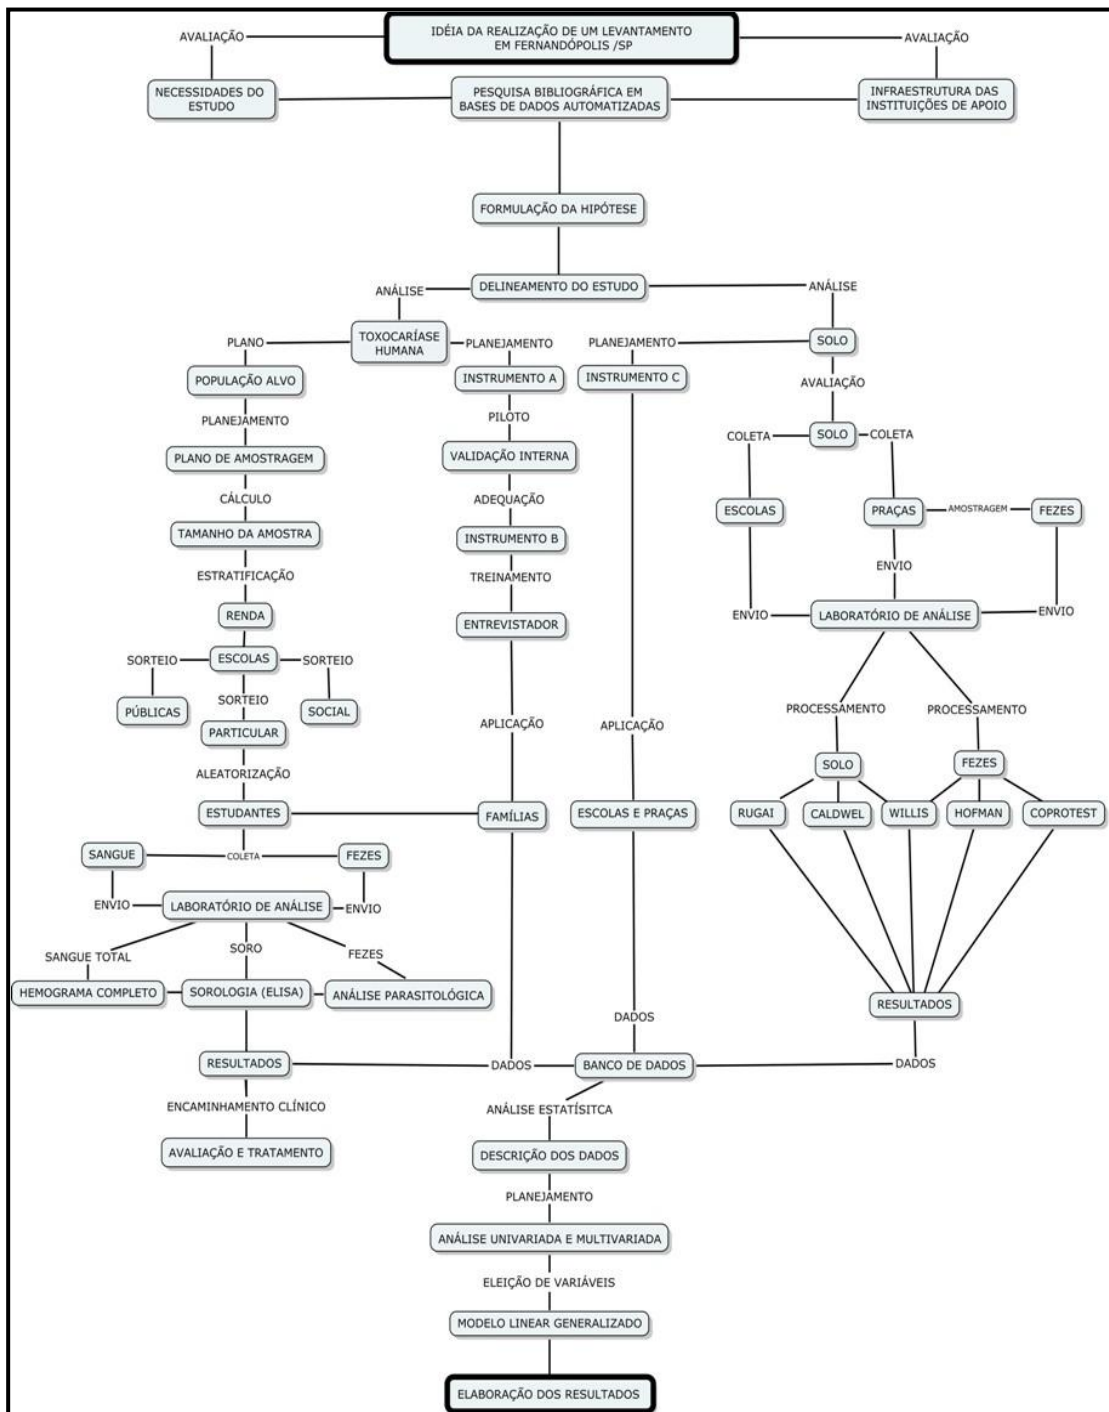 IDÉIA DA REALIZAÇÃO DE UM LEVANTAMENTO
EM FERNANDÓPOLIS /SP
AVALIAÇÃO
AVALIAÇÃO
NECESSIDADES DO
ESTUDO
PESQUISA BIBLIOGRÁFICA EM
BASES DE DADOS AUTOMATIZADAS
INFRAESTRUTURA DAS
INSTITUIÇÕES DE APOIO
FORMULAÇÃO DA HIPÓTESE
DELINEAMENTO DO ESTUDO
ANÁLISE
ANÁLISE
TOXOCARÍASE
HUMANA
PLANO
PLANEJAMENTO
PLANEJAMENTO
SOLO
POPULAÇÃO ALVO
INSTRUMENTO A
INSTRUMENTO C
AVALIAÇÃO
PLANEJAMENTO
PILOTO
COLETA
SOLO
COLETA
PLANO DE AMOSTRAGEM
VALIDAÇÃO INTERNA
CÁLCULO
ADEQUAÇÃO
ESCOLAS
PRAÇAS
AMOSTRAGEM
FEZES
TAMANHO DA AMOSTRA
INSTRUMENTO B
ENVIO
ESTRATIFICAÇÃO
TREINAMENTO
RENDA
ENTREVISTADOR
ENVIO
LABORATÓRIO DE ANÁLISE
ENVIO
SORTEIO
ESCOLAS
SORTEIO
SORTEIO
PÚBLICAS
SOCIAL
PARTICULAR
APLICAÇÃO
APLICAÇÃO
PROCESSAMENTO
PROCESSAMENTO
ALEATORIZAÇÃO
SOLO
FEZES
ESTUDANTES
FAMÍLIAS
ESCOLAS E PRAÇAS
RUGAI
CALDWEL
WILLIS
HOFMAN
COPROTEST
SANGUE
COLETA
FEZES
ENVIO
LABORATÓRIO DE ANÁLISE
ENVIO
SANGUE TOTAL
SORO
FEZES
HEMOGRAMA COMPLETO
SOROLOGIA (ELISA)
ANÁLISE PARASITOLÓGICA
RESULTADOS
DADOS
RESULTADOS
DADOS
BANCO DE DADOS
DADOS
ENCAMINHAMENTO CLÍNICO
ANÁLISE ESTATÍSITCA
AVALIAÇÃO E TRATAMENTO
DESCRIÇÃO DOS DADOS
PLANEJAMENTO
ANÁLISE UNIVARIADA E MULTIVARIADA
ELEIÇÃO DE VARIÁVEIS
MODELO LINEAR GENERALIZADO
ELABORAÇÃO DOS RESULTADOS